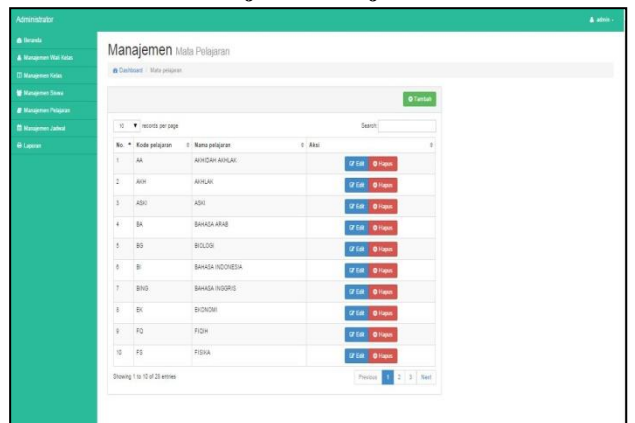 Administrator
admin
Beranda
Manajemen Wali Kelas
Manajemen Kelas
Manajemen Siswa
Manajemen Pelajaran
Manajemen Jadwal
Laporan
Manajemen Mata Pelajaran
Dashboard / Mata pelajaran
Tambah
10 records per page
Search:
No. Kode pelajaran Nama pelajaran Aksi
1 AA AKHIDAH AKHLAK Edit Hapus
2 AKH AKHLAK Edit Hapus
3 ASKI ASKI Edit Hapus
4 BA BAHASA ARAB Edit Hapus
5 BG BIOLOGI Edit Hapus
6 BI BAHASA INDONESIA Edit Hapus
7 BING BAHASA INGGRIS Edit Hapus
8 EK EKONOMI Edit Hapus
9 FQ FIQIH Edit Hapus
10 FS FISIKA Edit Hapus
Showing 1 to 10 of 25 entries
Previous 1 2 3 Next